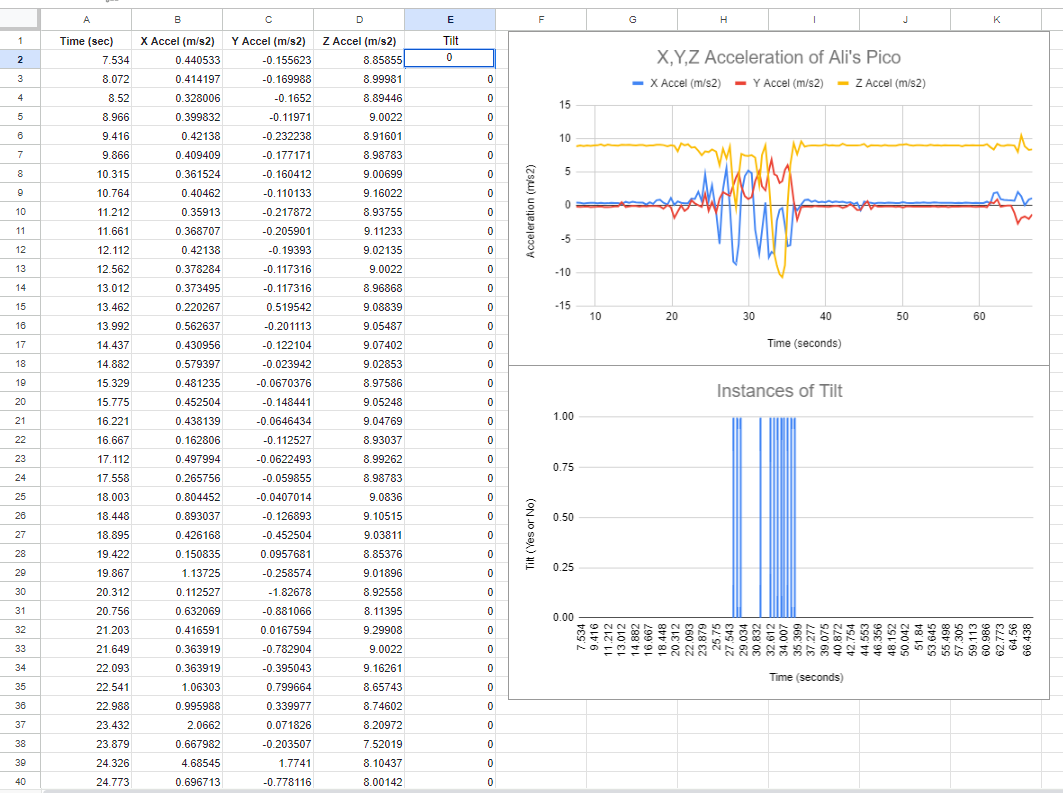 A B C D E F G H I J K
1 Time (sec) X Accel (m/s2) Y Accel (m/s2) Z Accel (m/s2) Tilt
2 7.534 0.440533 -0.155623 8.85855 0
3 8.072 0.414197 -0.169988 8.99981 0
4 8.52 0.328006 -0.1652 8.89446 0
5 8.966 0.399832 -0.11971 9.0022 0
6 9.416 0.42138 -0.232238 8.91601 0
7 9.866 0.409409 -0.177171 8.98783 0
8 10.315 0.361524 -0.160412 9.00699 0
9 10.764 0.40462 -0.110133 9.16022 0
10 11.212 0.35913 -0.217872 8.93755 0
11 11.661 0.368707 -0.205901 9.11233 0
12 12.112 0.42138 -0.19393 9.02135 0
13 12.562 0.378284 -0.117316 9.0022 0
14 13.012 0.373495 -0.117316 8.96868 0
15 13.462 0.220267 0.519542 9.08839 0
16 13.992 0.562637 -0.201113 9.05487 0
17 14.437 0.430956 -0.122104 9.07402 0
18 14.882 0.579397 -0.023942 9.02853 0
19 15.329 0.481235 -0.0670376 8.97586 0
20 15.775 0.452504 -0.148441 9.05248 0
21 16.221 0.438139 -0.0646434 9.04769 0
22 16.667 0.162806 -0.112527 8.93037 0
23 17.112 0.497994 -0.0622493 8.99262 0
24 17.558 0.265756 -0.059855 8.98783 0
25 18.003 0.804452 -0.0407014 9.0836 0
26 18.448 0.893037 -0.126893 9.10515 0
27 18.895 0.426168 -0.452504 9.03811 0
28 19.422 0.150835 0.0957681 8.85376 0
29 19.867 1.13725 -0.258574 9.01896 0
30 20.312 0.112527 -1.82678 8.92558 0
31 20.756 0.632069 -0.881066 8.11395 0
32 21.203 0.416591 0.0167594 9.29908 0
33 21.649 0.363919 -0.782904 9.0022 0
34 22.093 0.363919 -0.395043 9.16261 0
35 22.541 1.06303 0.799664 8.65743 0
36 22.988 0.995988 0.339977 8.74602 0
37 23.432 2.0662 0.071826 8.20972 0
38 23.879 0.667982 -0.203507 7.52019 0
39 24.326 4.68545 1.7741 8.10437 0
40 24.773 0.696713 -0.778116 8.00142 0
X,Y,Z Acceleration of Ali's Pico
X Accel (m/s2) Y Accel (m/s2) Z Accel (m/s2)
Acceleration (m/s2)
15
10
5
0
-5
-10
-15
10 20 30 40 50 60
Time (seconds)
Instances of Tilt
Tilt (Yes or No)
1.00
0.75
0.50
0.25
0.00
7.534 9.416 11.212 13.012 14.882 16.667 18.448 20.312 22.093 23.879 25.75 27.543 29.034 30.832 32.612 34.007 35.399 37.277 39.075 40.872 42.754 44.553 46.356 48.152 50.042 51.84 53.645 55.498 57.305 59.113 60.986 62.773 64.56 66.438
Time (seconds)